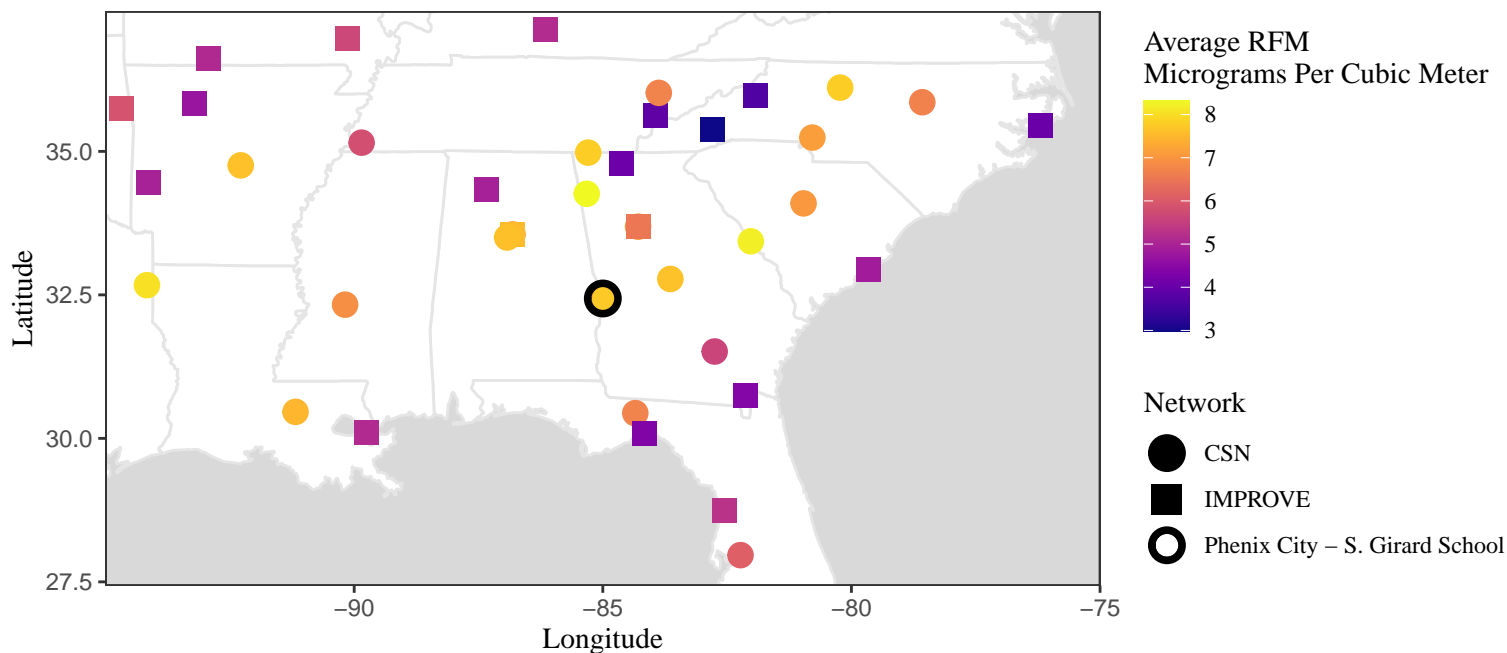 Average RFM
Micrograms Per Cubic Meter
8
7
6
5
4
3
Network
CSN
IMPROVE
Phenix City – S. Girard School
Latitude
35.0
32.5
30.0
27.5
−90
−85
−80
−75
Longitude